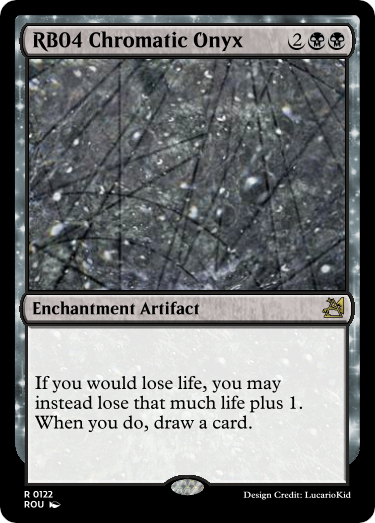 RB04 Chromatic Onyx 2
Enchantment Artifact
If you would lose life, you may
instead lose that much life plus 1.
When you do, draw a card.
R 0122
ROU
Design Credit: LucarioKid